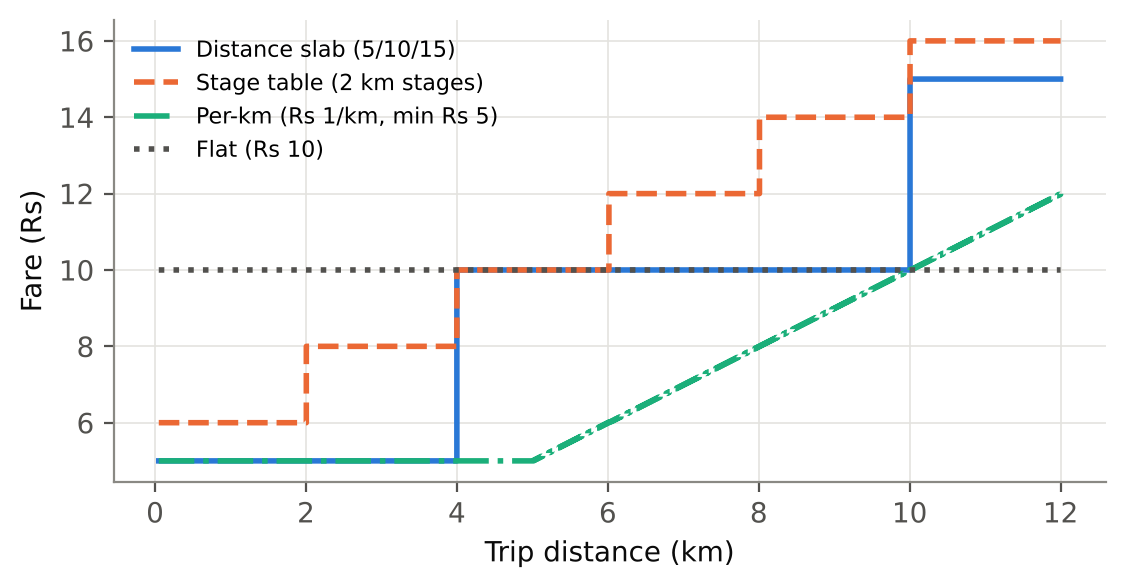 Distance slab (5/10/15)
Stage table (2 km stages)
Per-km (Rs 1/km, min Rs 5)
Flat (Rs 10)
Fare (Rs)
16
14
12
10
8
6
0 2 4 6 8 10 12
Trip distance (km)